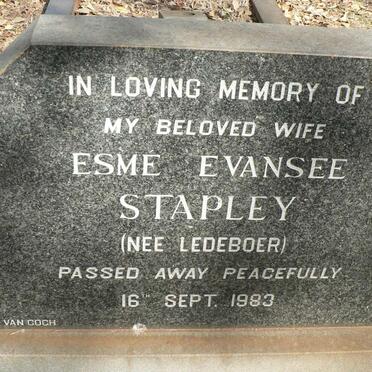 IN LOVING MEMORY OF
MY BELOVED WIFE
ESME EVANSEE
STAPLEY
(NEE LEDEBOER)
PASSED AWAY PEACEFULLY
16TH SEPT. 1983
VAN GOCH